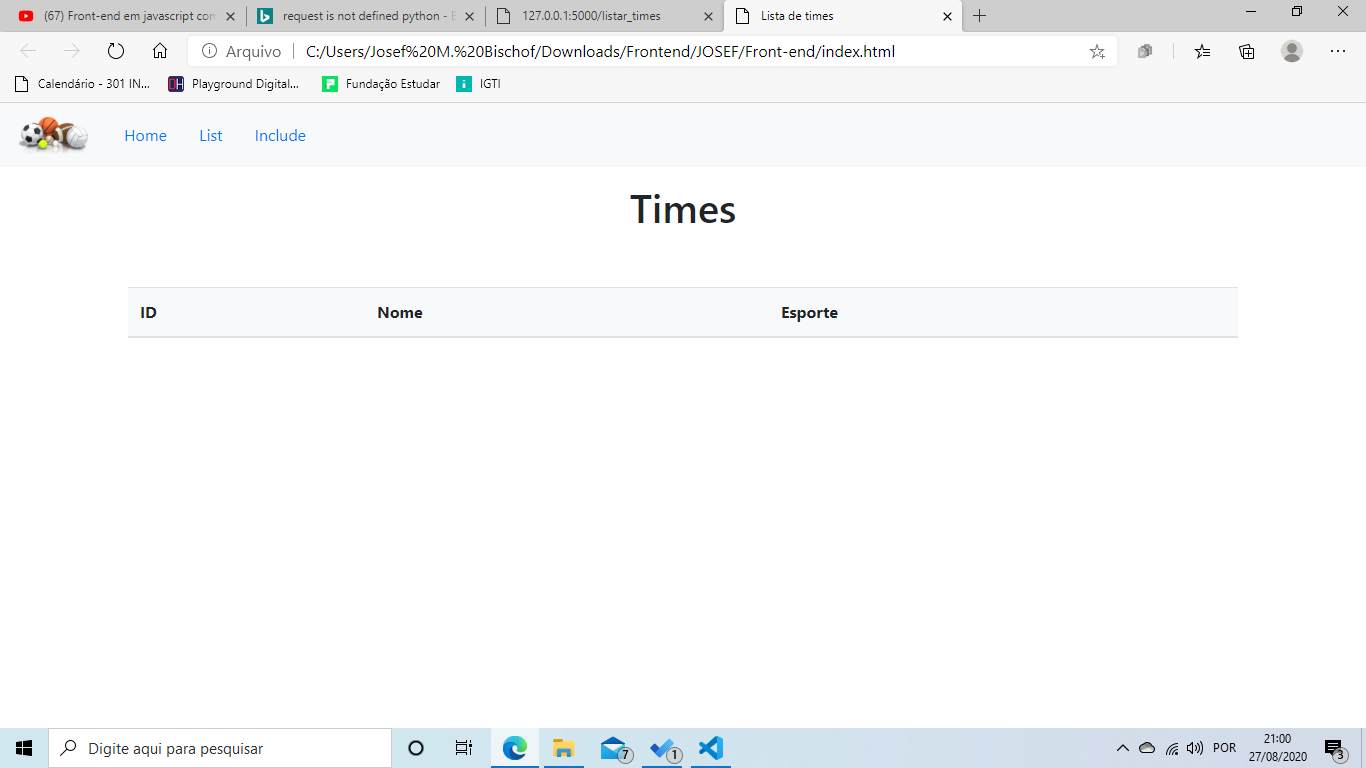 (67) Front-end em javascript com
request is not defined python - B
127.0.0.1:5000/listar_times
Lista de times
Arquivo
C:/Users/Josef%20M.%20Bischof/Downloads/Frontend/JOSEF/Front-end/index.html
Calendário - 301 IN...
Playground Digital...
Fundação Estudar
IGTI
Home
List
Include
Times
ID
Nome
Esporte
Digite aqui para pesquisar
7
1
POR
21:00
27/08/2020
3